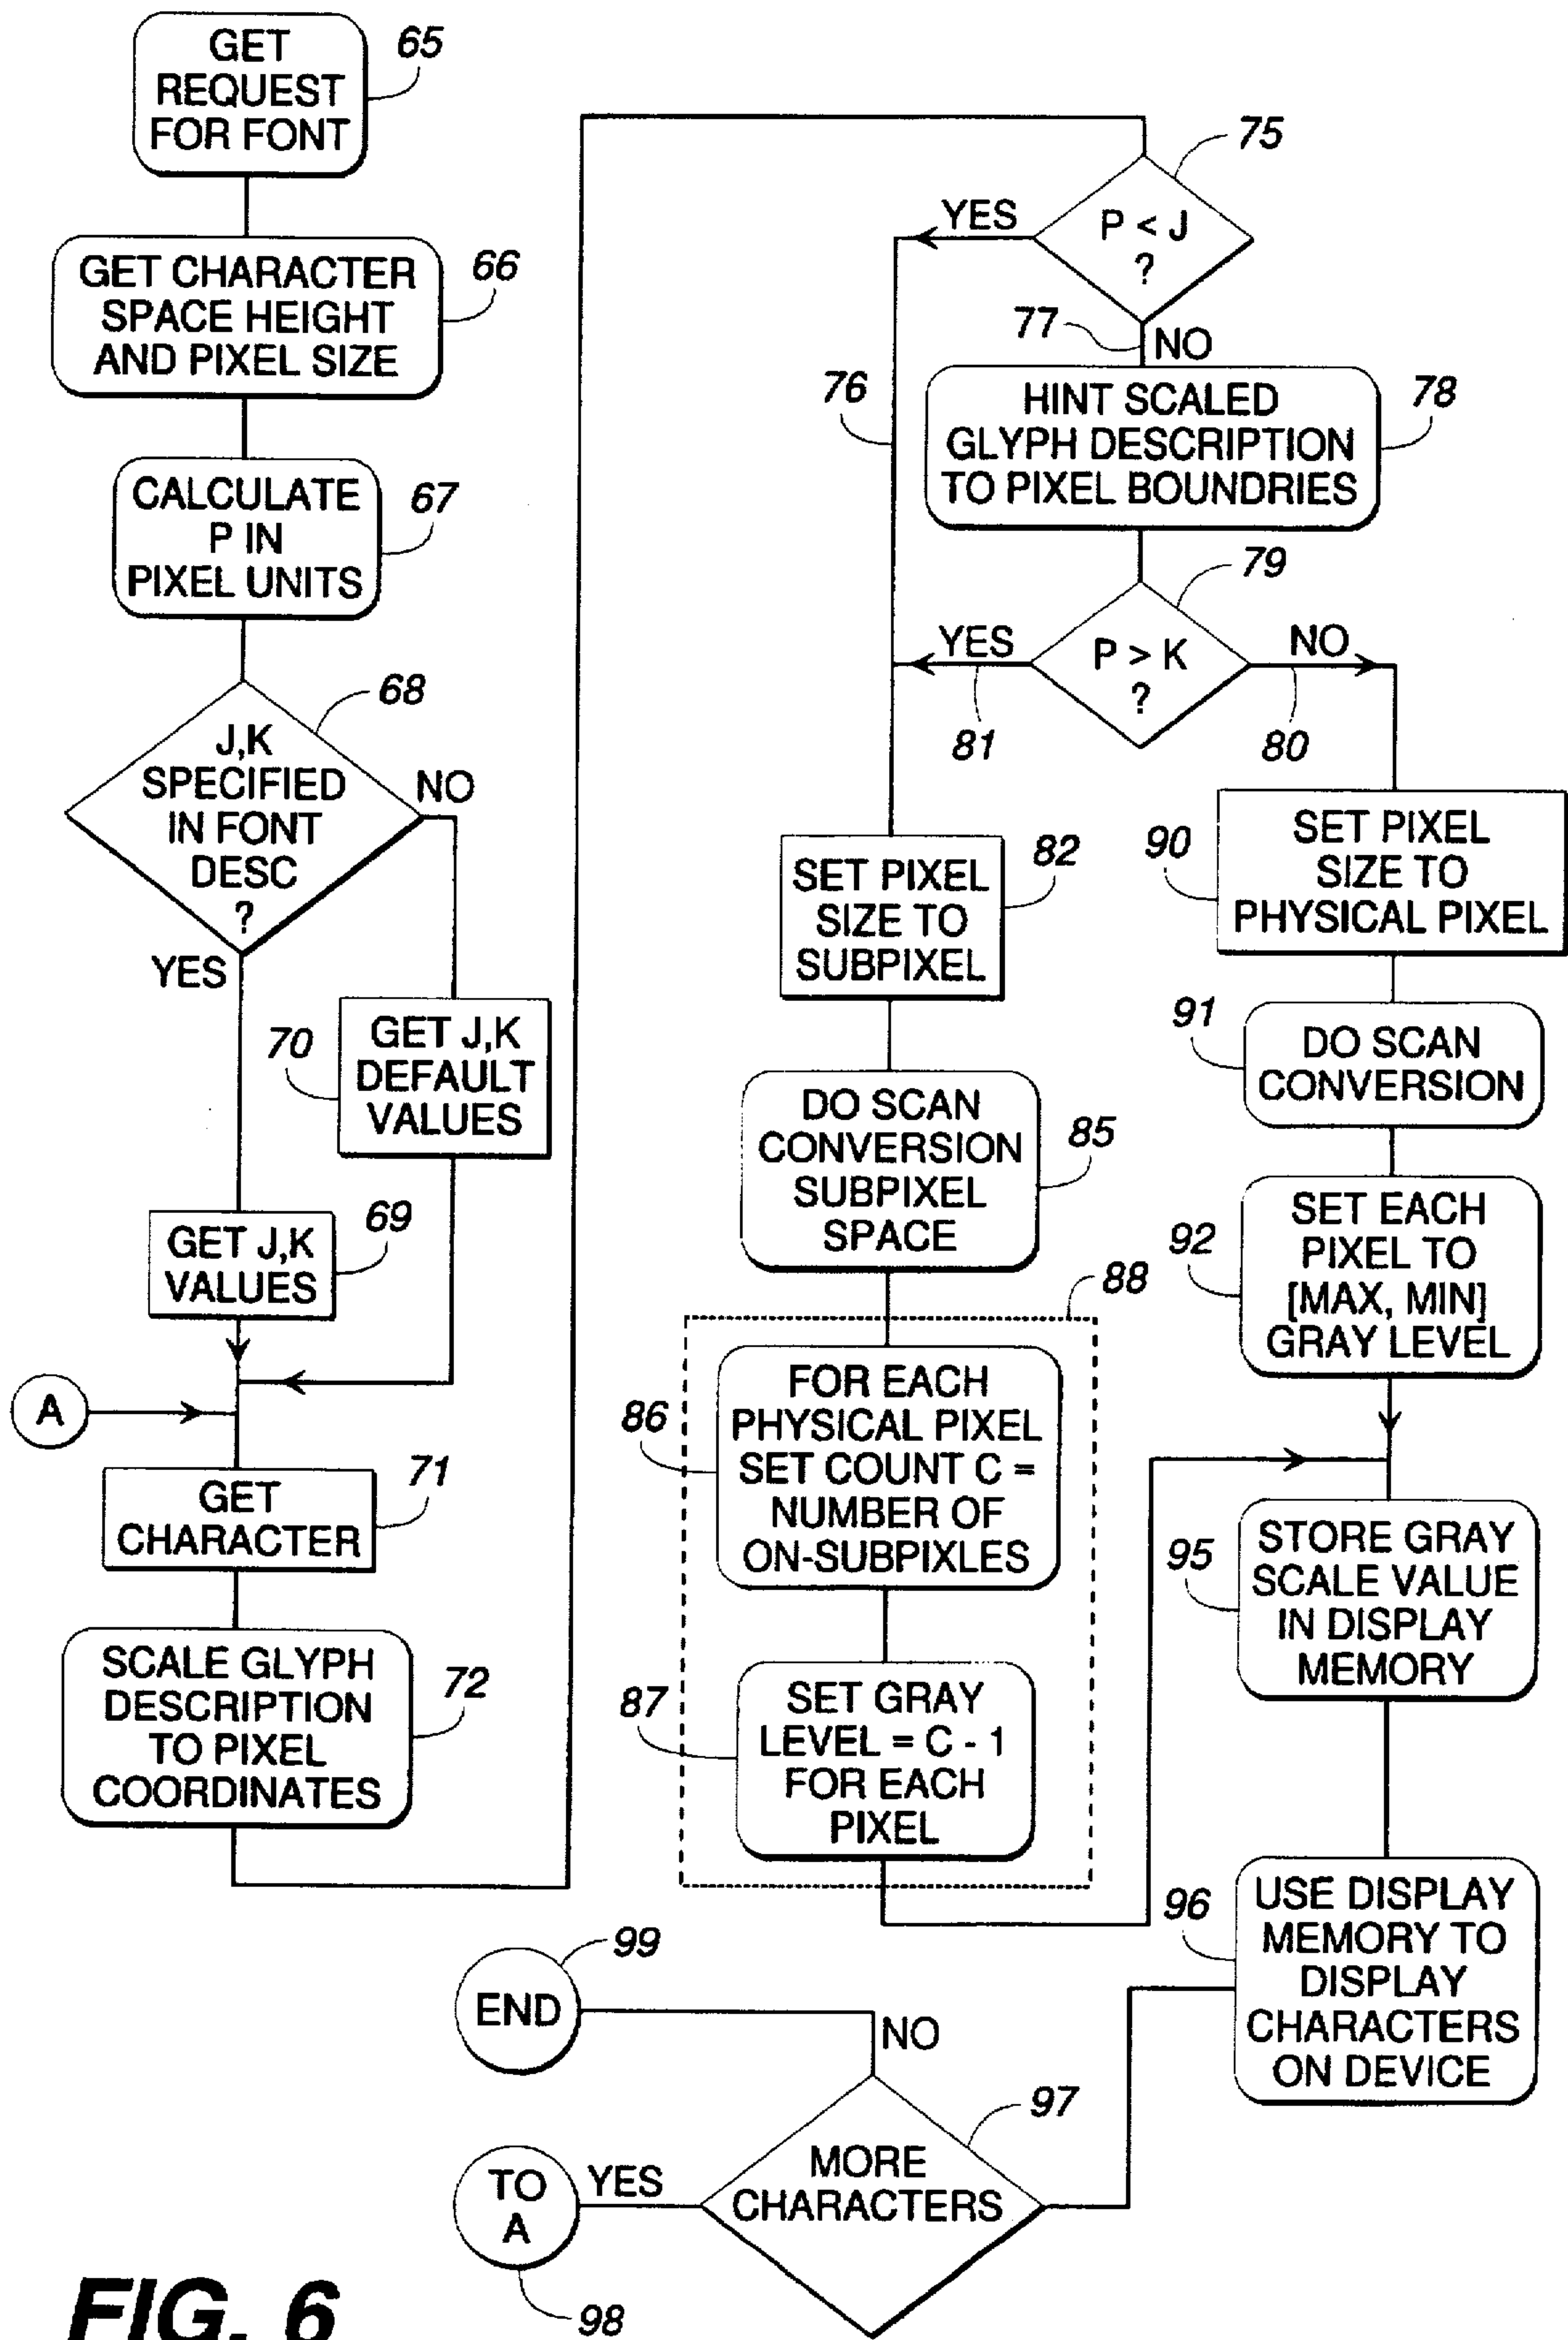 GET
REQUEST
FOR FONT
65
GET CHARACTER
SPACE HEIGHT
AND PIXEL SIZE
66
CALCULATE
P IN
PIXEL UNITS
67
J,K
SPECIFIED
IN FONT
DESC
?
68
NO
YES
GET J,K
DEFAULT
VALUES
70
GET J,K
VALUES
69
A
GET
CHARACTER
71
SCALE GLYPH
DESCRIPTION
TO PIXEL
COORDINATES
72
P < J
?
75
YES
77
NO
76
HINT SCALED
GLYPH DESCRIPTION
TO PIXEL BOUNDRIES
78
P > K
?
79
YES
81
NO
80
SET PIXEL
SIZE TO
SUBPIXEL
82
DO SCAN
CONVERSION
SUBPIXEL
SPACE
85
88
FOR EACH
PHYSICAL PIXEL
SET COUNT C =
NUMBER OF
ON-SUBPIXLES
86
SET GRAY
LEVEL = C - 1
FOR EACH
PIXEL
87
SET PIXEL
SIZE TO
PHYSICAL PIXEL
90
DO SCAN
CONVERSION
91
SET EACH
PIXEL TO
[MAX, MIN]
GRAY LEVEL
92
STORE GRAY
SCALE VALUE
IN DISPLAY
MEMORY
95
USE DISPLAY
MEMORY TO
DISPLAY
CHARACTERS
ON DEVICE
96
MORE
CHARACTERS
97
NO
END
99
YES
TO
A
98
FIG. 6